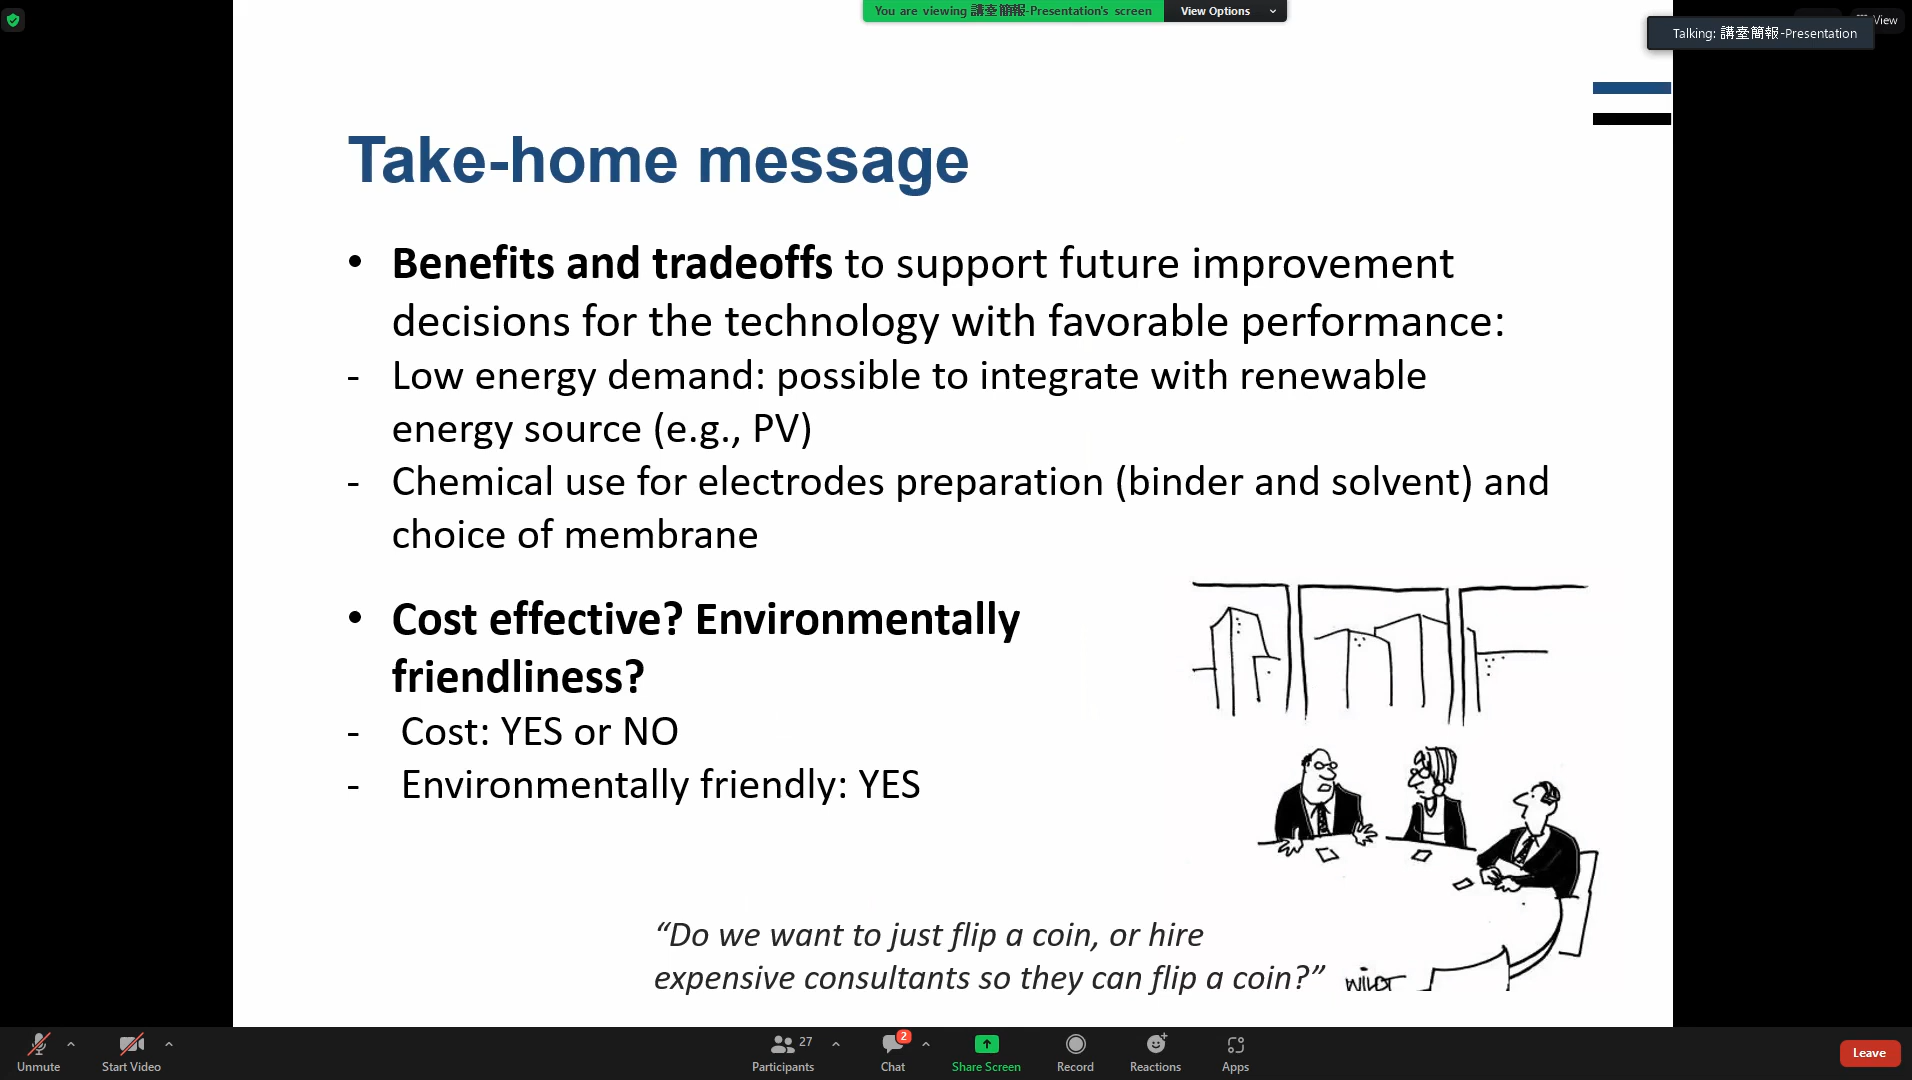 You are viewing 講臺簡報-Presentation's screen
View Options
View
Talking: 講臺簡報-Presentation
Take-home message
• Benefits and tradeoffs to support future improvement
decisions for the technology with favorable performance:
- Low energy demand: possible to integrate with renewable
energy source (e.g., PV)
- Chemical use for electrodes preparation (binder and solvent) and
choice of membrane
• Cost effective? Environmentally
friendliness?
- Cost: YES or NO
- Environmentally friendly: YES
“Do we want to just flip a coin, or hire
expensive consultants so they can flip a coin?”
WILBT
Unmute
Start Video
27
Participants
2
Chat
Share Screen
Record
Reactions
Apps
Leave